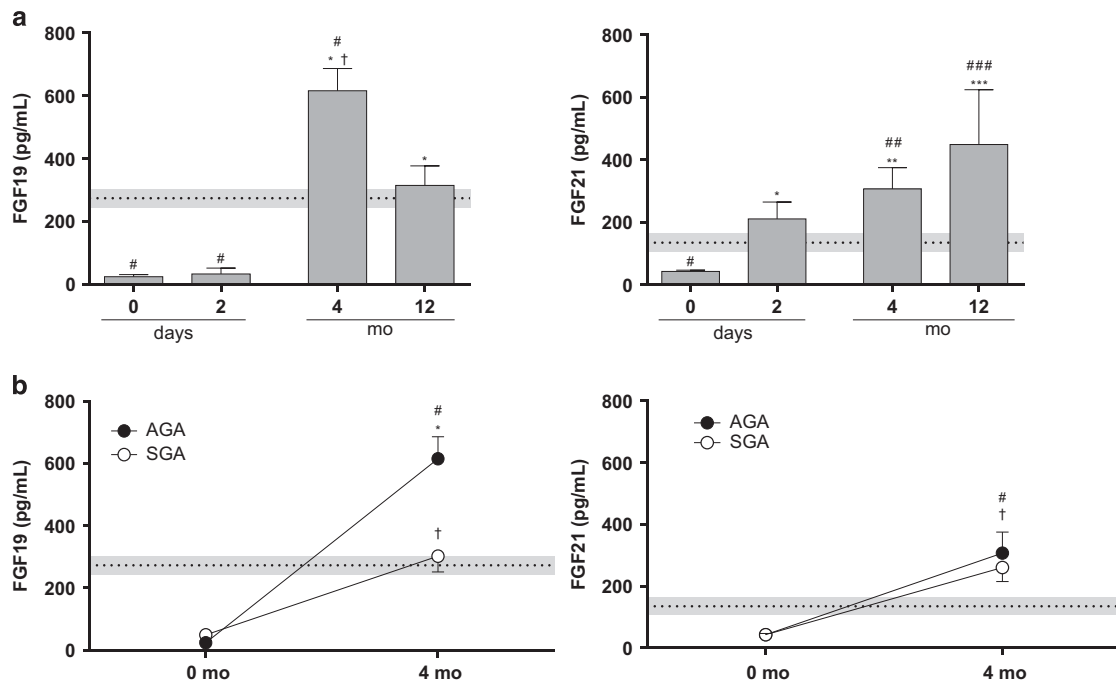 a
800
600
400
200
0
FGF19 (pg/mL)
#
#
#
* †
*
0 2 4 12
days mo
800
600
400
200
0
FGF21 (pg/mL)
#
*
##
**
###
***
0 2 4 12
days mo
b
800
600
400
200
0
FGF19 (pg/mL)
AGA
SGA
#
*
†
0 mo 4 mo
800
600
400
200
0
FGF21 (pg/mL)
AGA
SGA
#
†
0 mo 4 mo